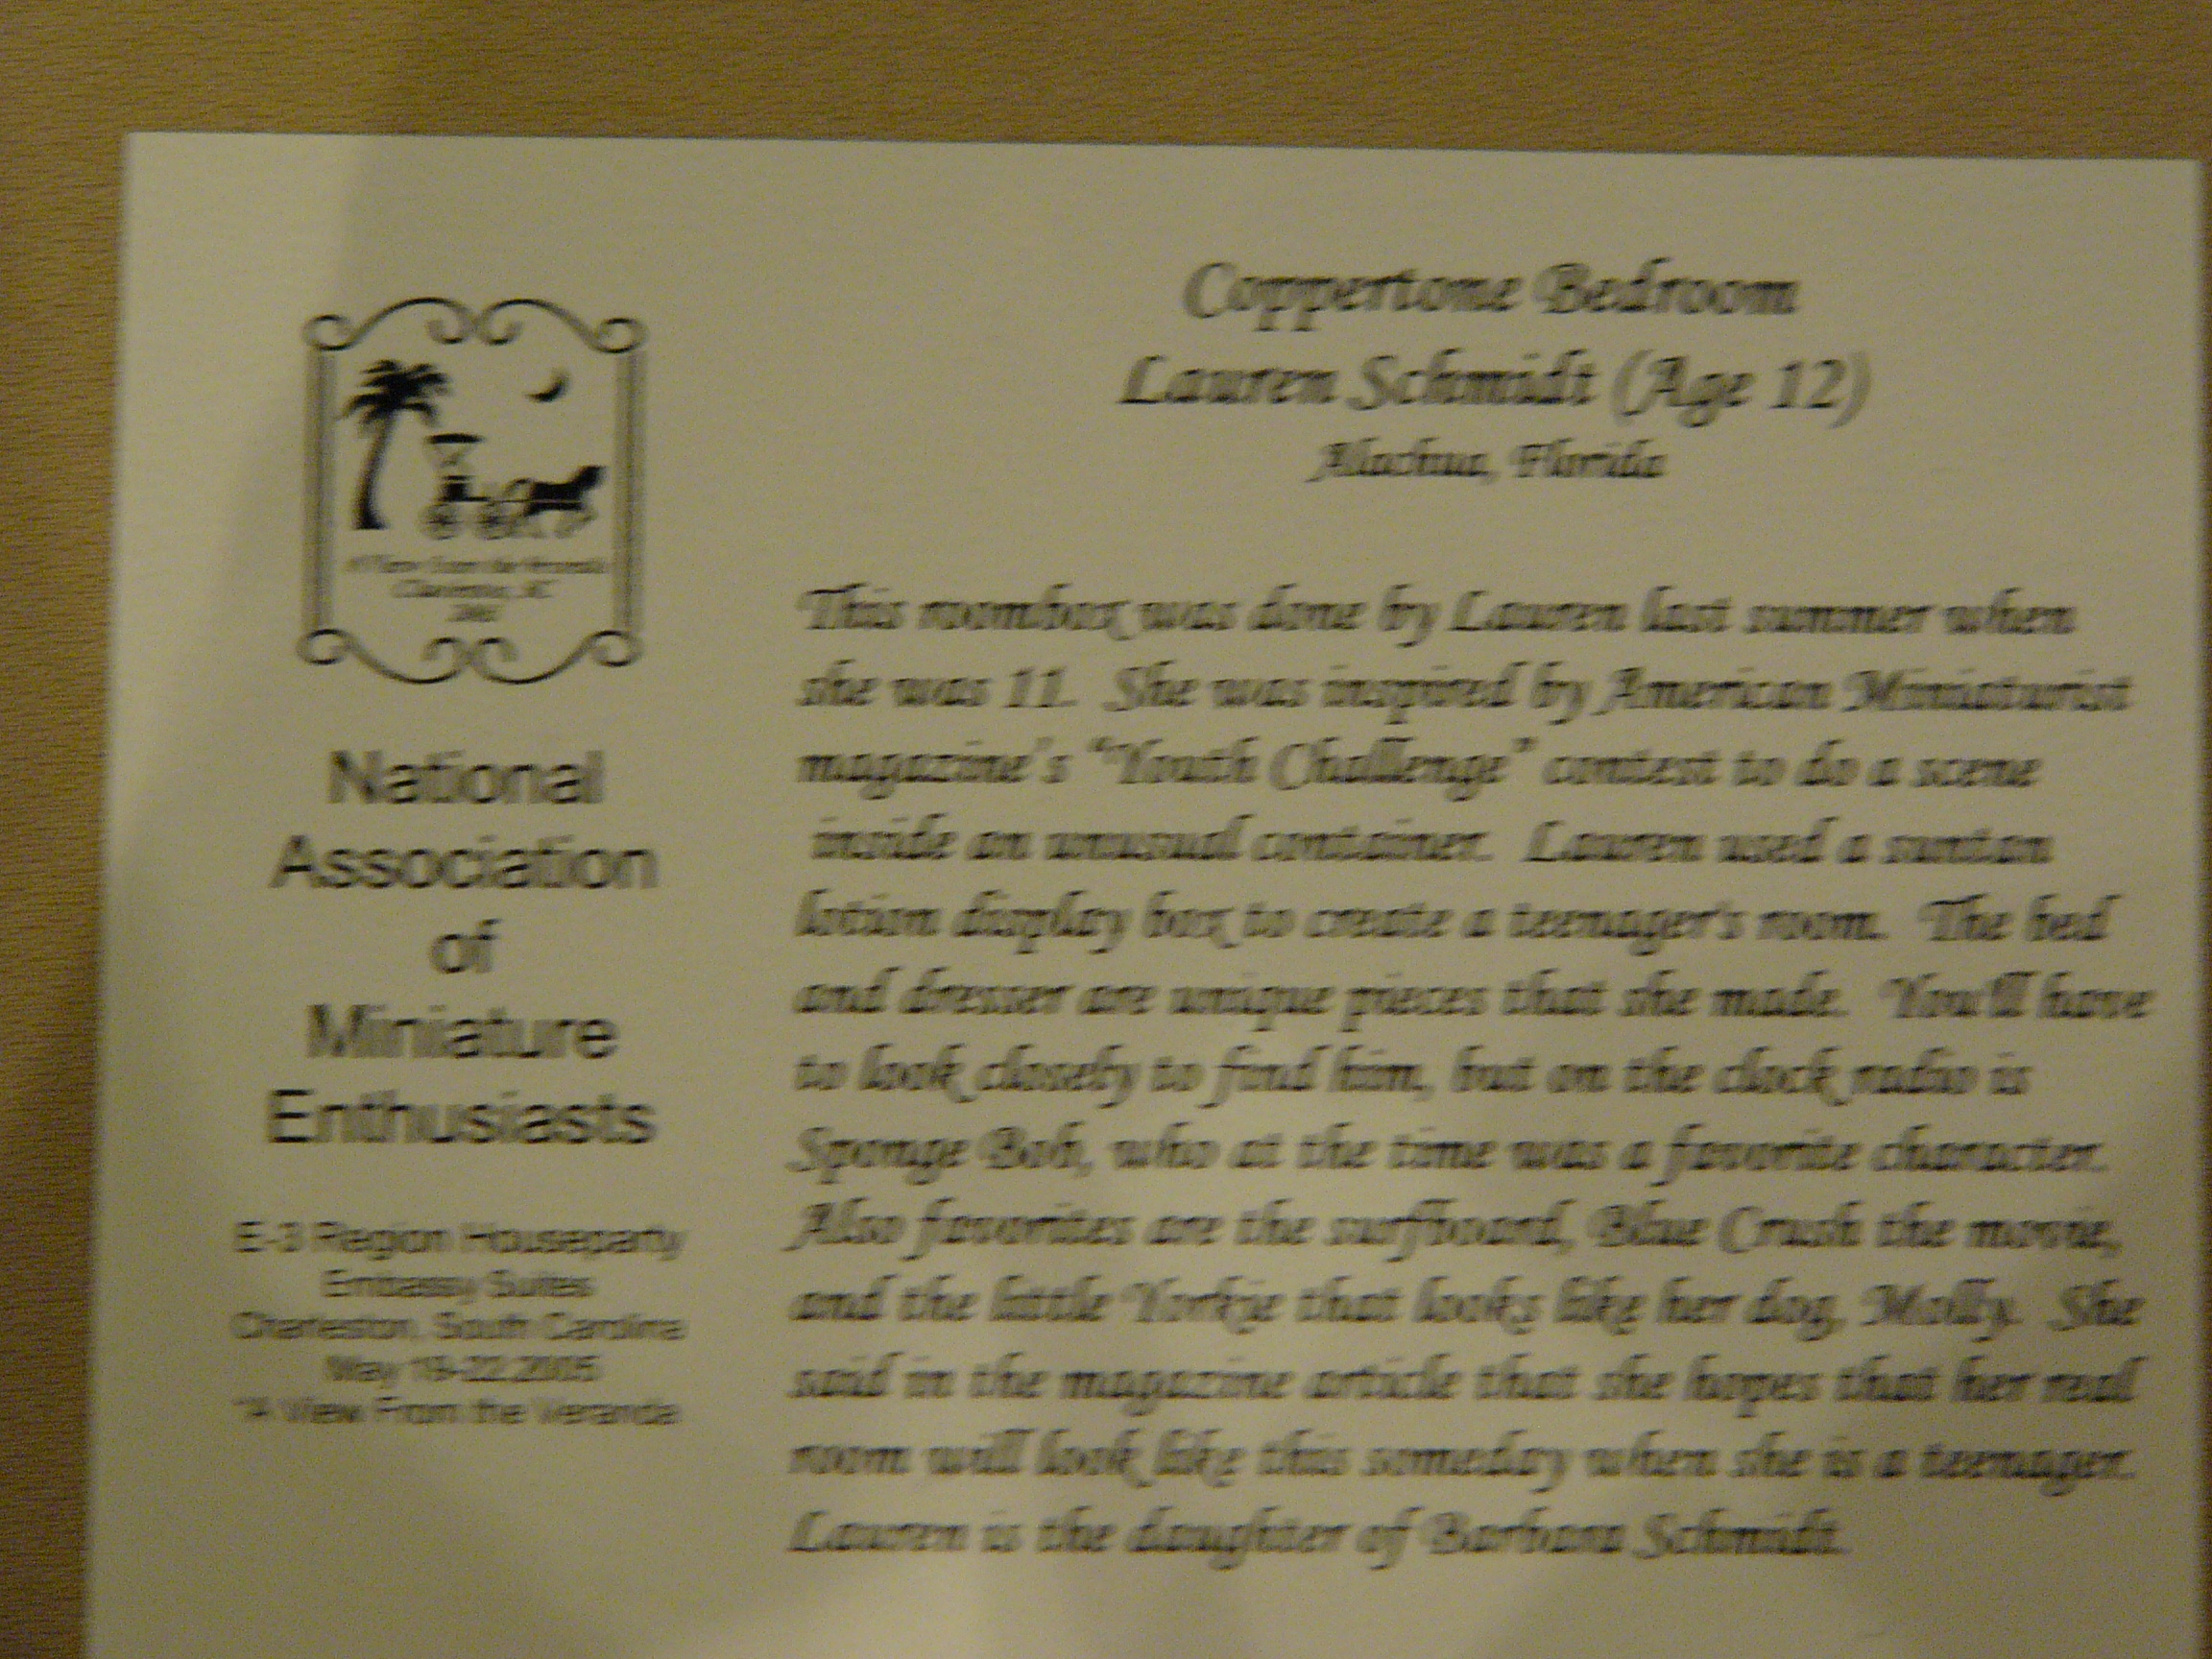 Coppertone Bedroom
Lauren Schmidt (Age 12)
Alachua, Florida
This roombox was done by Lauren last summer when
she was 11. She was inspired by American Miniaturist
magazine's "Youth Challenge" contest to do a scene
inside an unusual container. Lauren used a suntan
lotion display box to create a teenager's room. The bed
and dresser are unique pieces that she made. You'll have
to look closely to find him, but on the clock radio is
Sponge Bob, who at the time was a favorite character.
Also favorites are the surfboard, Blue Crush the movie,
and the little Yorkie that looks like her dog, Molly. She
said in the magazine article that she hopes that her real
room will look like this someday when she is a teenager.
Lauren is the daughter of Barbara Schmidt.
A View From the Veranda
Charleston, SC
National
Association
of
Miniature
Enthusiasts
E-3 Region Houseparty
Embassy Suites
Charleston, South Carolina
May 19-22,2005
"A View From the Veranda